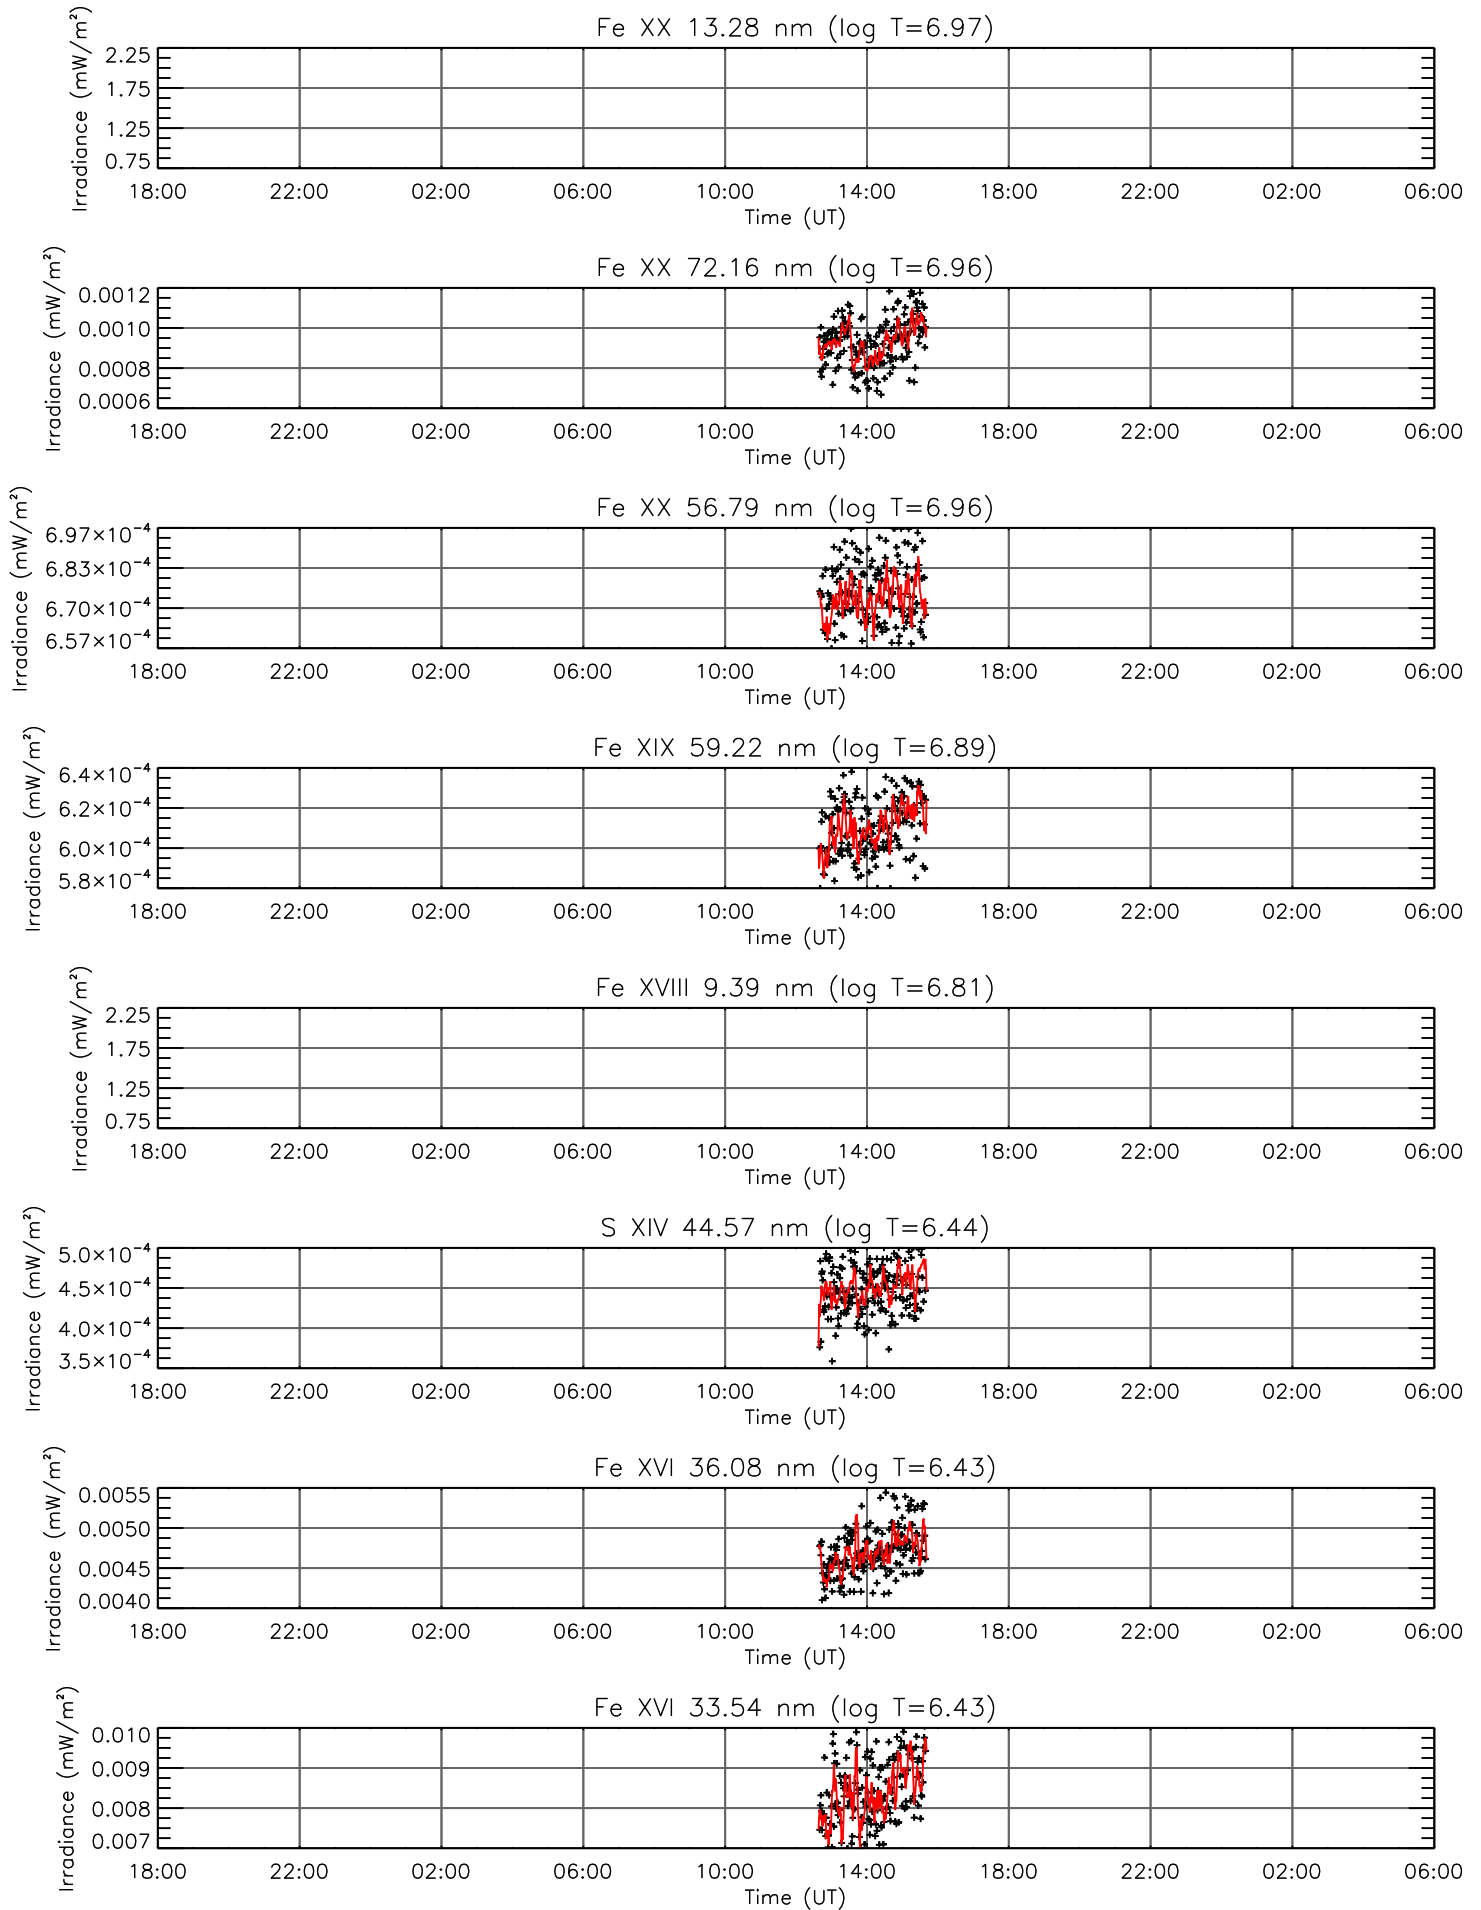 Fe XX 13.28 nm (log T=6.97)
Irradiance (mW/m²)
2.25
1.75
1.25
0.75
18:00 22:00 02:00 06:00 10:00 14:00 18:00 22:00 02:00 06:00
Time (UT)
Fe XX 72.16 nm (log T=6.96)
Irradiance (mW/m²)
0.0012
0.0010
0.0008
0.0006
18:00 22:00 02:00 06:00 10:00 14:00 18:00 22:00 02:00 06:00
Time (UT)
Fe XX 56.79 nm (log T=6.96)
Irradiance (mW/m²)
6.97×10⁻⁴
6.83×10⁻⁴
6.70×10⁻⁴
6.57×10⁻⁴
18:00 22:00 02:00 06:00 10:00 14:00 18:00 22:00 02:00 06:00
Time (UT)
Fe XIX 59.22 nm (log T=6.89)
Irradiance (mW/m²)
6.4×10⁻⁴
6.2×10⁻⁴
6.0×10⁻⁴
5.8×10⁻⁴
18:00 22:00 02:00 06:00 10:00 14:00 18:00 22:00 02:00 06:00
Time (UT)
Fe XVIII 9.39 nm (log T=6.81)
Irradiance (mW/m²)
2.25
1.75
1.25
0.75
18:00 22:00 02:00 06:00 10:00 14:00 18:00 22:00 02:00 06:00
Time (UT)
S XIV 44.57 nm (log T=6.44)
Irradiance (mW/m²)
5.0×10⁻⁴
4.5×10⁻⁴
4.0×10⁻⁴
3.5×10⁻⁴
18:00 22:00 02:00 06:00 10:00 14:00 18:00 22:00 02:00 06:00
Time (UT)
Fe XVI 36.08 nm (log T=6.43)
Irradiance (mW/m²)
0.0055
0.0050
0.0045
0.0040
18:00 22:00 02:00 06:00 10:00 14:00 18:00 22:00 02:00 06:00
Time (UT)
Fe XVI 33.54 nm (log T=6.43)
Irradiance (mW/m²)
0.010
0.009
0.008
0.007
18:00 22:00 02:00 06:00 10:00 14:00 18:00 22:00 02:00 06:00
Time (UT)